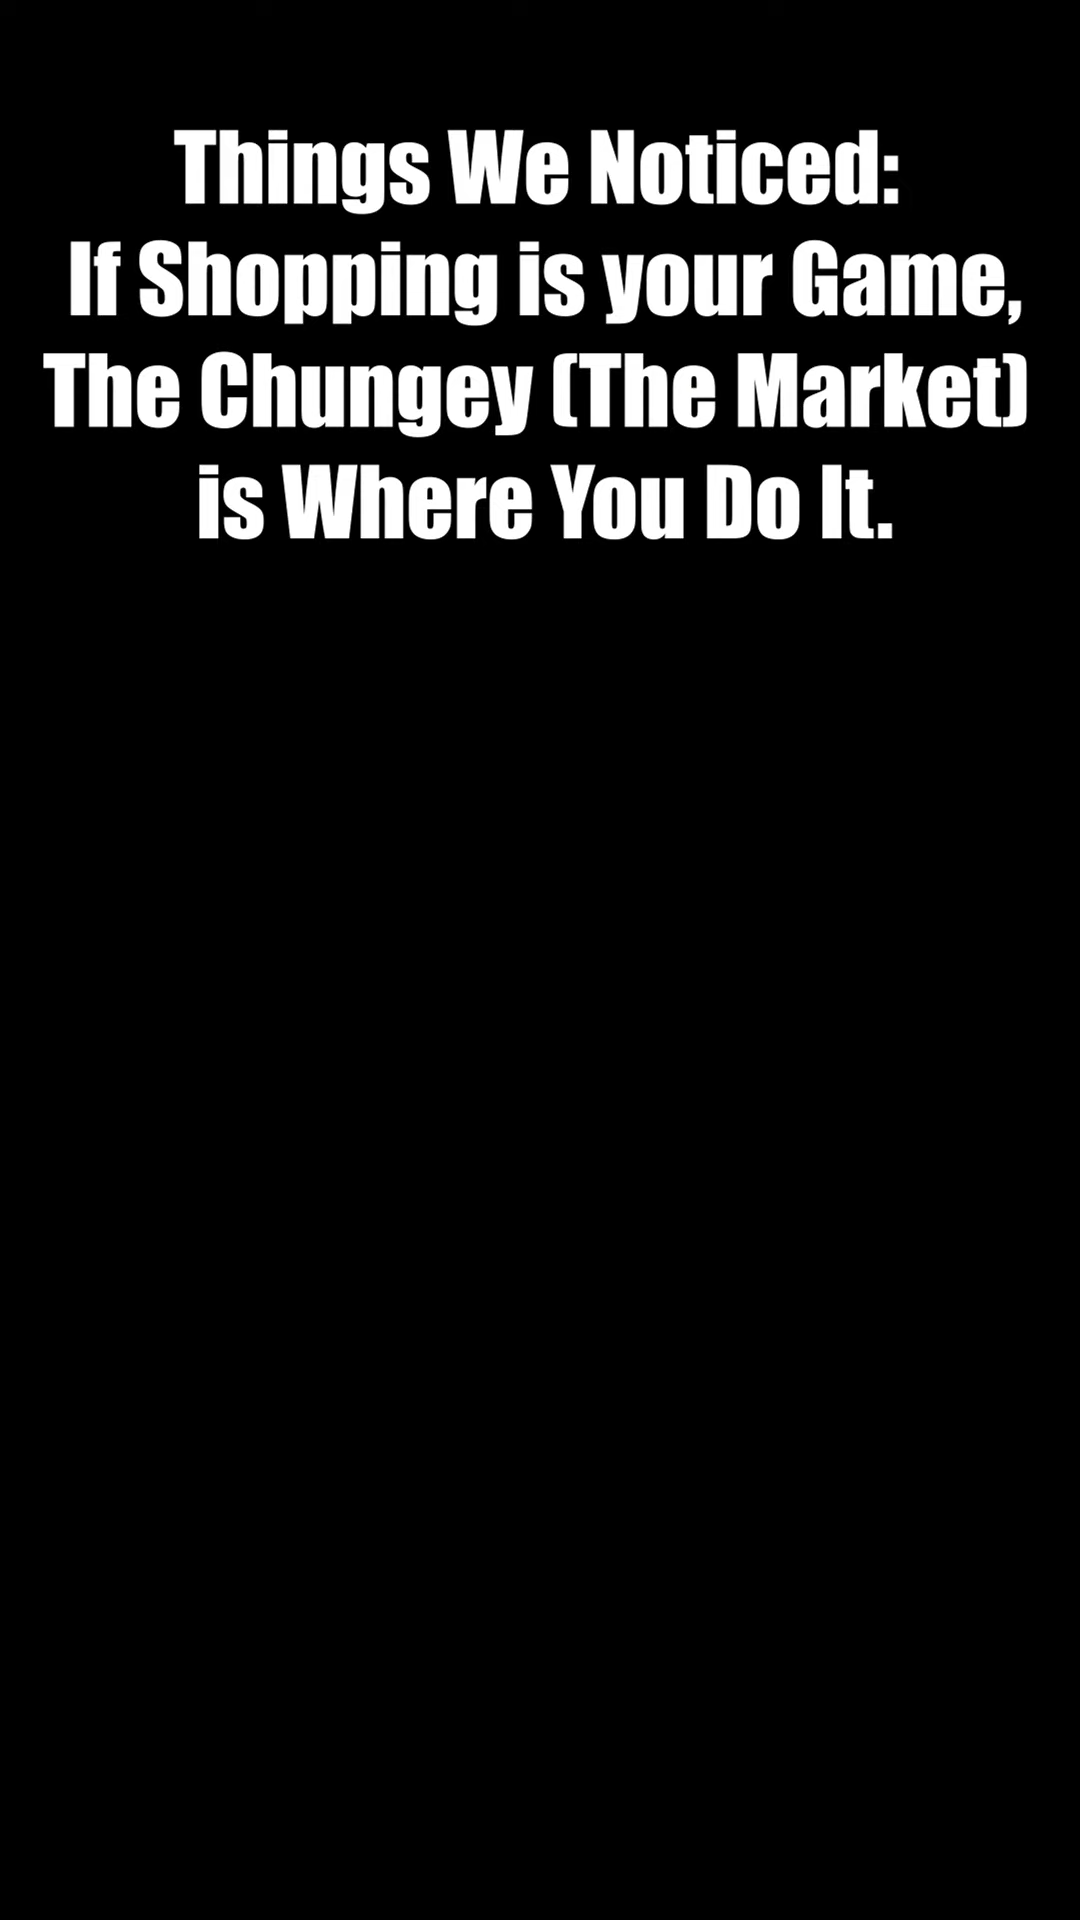 Things We Noticed:
If Shopping is your Game,
The Chungey (The Market)
is Where You Do It.